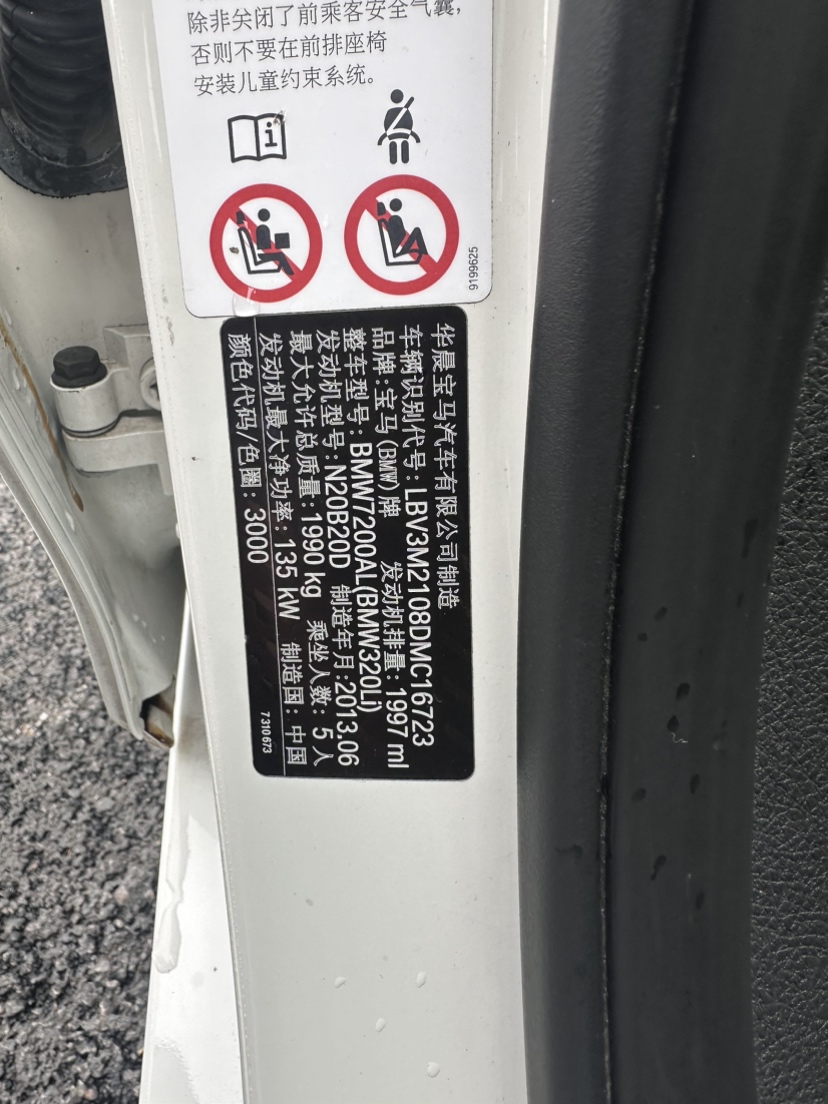 除非关闭了前乘客安全气囊，
否则不要在前排座椅
安装儿童约束系统。
9199625
华晨宝马汽车有限公司制造
车辆识别代号：LBV3M2108DMC16723
品牌：宝马(BMW)牌 发动机排量：1997 ml
整车型号：BMW7200AL(BMW320Li)
发动机型号：N20B20D 制造年月：2013.06
最大允许总质量：1990 kg 乘坐人数：5人
发动机最大净功率：135 kW 制造国：中国
颜色代码/色圈：3000
7310673